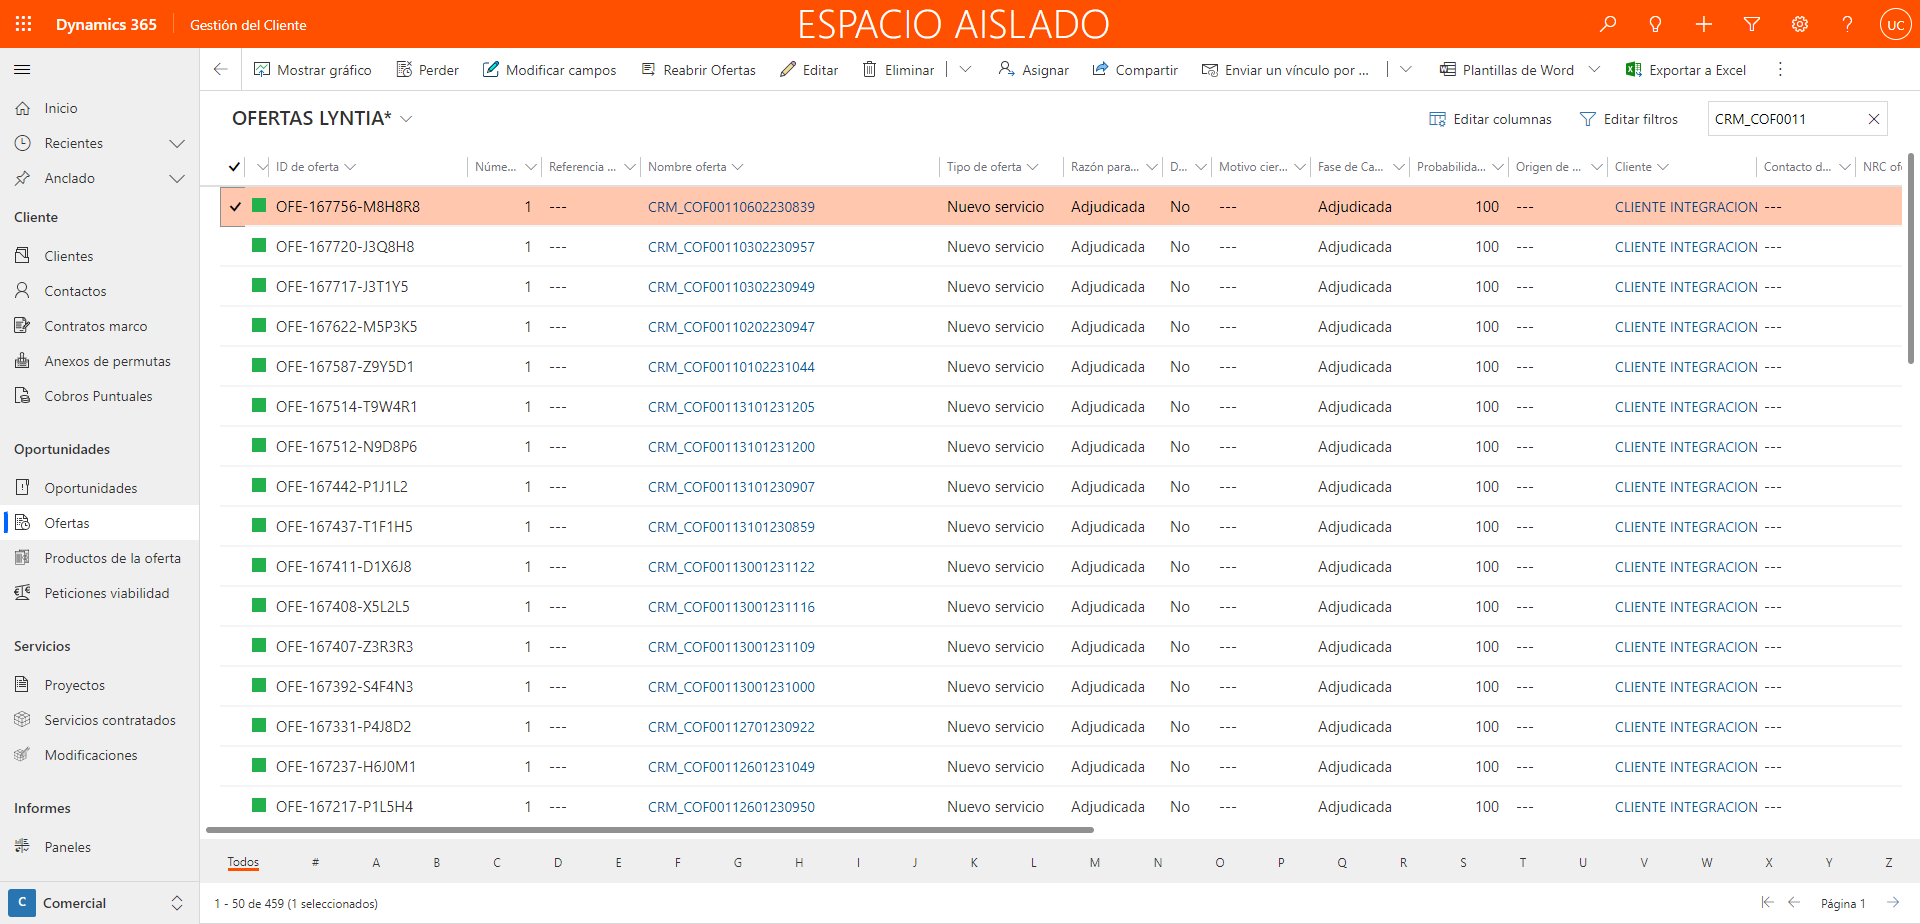 Dynamics 365 Gestión del Cliente ESPACIO AISLADO UC
Mostrar gráfico Perder Modificar campos Reabrir Ofertas Editar Eliminar Asignar Compartir Enviar un vínculo por ... Plantillas de Word Exportar a Excel
Inicio
Recientes
Anclado
Cliente
Clientes
Contactos
Contratos marco
Anexos de permutas
Cobros Puntuales
Oportunidades
Oportunidades
Ofertas
Productos de la oferta
Peticiones viabilidad
Servicios
Proyectos
Servicios contratados
Modificaciones
Informes
Paneles
C Comercial
OFERTAS LYNTIA* Editar columnas Editar filtros CRM_COF0011
ID de oferta Núme... Referencia ... Nombre oferta Tipo de oferta Razón para... D... Motivo cier... Fase de Ca... Probabilida... Origen de ... Cliente Contacto d... NRC of
OFE-167756-M8H8R8 1 --- CRM_COF00110602230839 Nuevo servicio Adjudicada No --- Adjudicada 100 --- CLIENTE INTEGRACION ---
OFE-167720-J3Q8H8 1 --- CRM_COF00110302230957 Nuevo servicio Adjudicada No --- Adjudicada 100 --- CLIENTE INTEGRACION ---
OFE-167717-J3T1Y5 1 --- CRM_COF00110302230949 Nuevo servicio Adjudicada No --- Adjudicada 100 --- CLIENTE INTEGRACION ---
OFE-167622-M5P3K5 1 --- CRM_COF00110202230947 Nuevo servicio Adjudicada No --- Adjudicada 100 --- CLIENTE INTEGRACION ---
OFE-167587-Z9Y5D1 1 --- CRM_COF00110102231044 Nuevo servicio Adjudicada No --- Adjudicada 100 --- CLIENTE INTEGRACION ---
OFE-167514-T9W4R1 1 --- CRM_COF00113101231205 Nuevo servicio Adjudicada No --- Adjudicada 100 --- CLIENTE INTEGRACION ---
OFE-167512-N9D8P6 1 --- CRM_COF00113101231200 Nuevo servicio Adjudicada No --- Adjudicada 100 --- CLIENTE INTEGRACION ---
OFE-167442-P1J1L2 1 --- CRM_COF00113101230907 Nuevo servicio Adjudicada No --- Adjudicada 100 --- CLIENTE INTEGRACION ---
OFE-167437-T1F1H5 1 --- CRM_COF00113101230859 Nuevo servicio Adjudicada No --- Adjudicada 100 --- CLIENTE INTEGRACION ---
OFE-167411-D1X6J8 1 --- CRM_COF00113001231122 Nuevo servicio Adjudicada No --- Adjudicada 100 --- CLIENTE INTEGRACION ---
OFE-167408-X5L2L5 1 --- CRM_COF00113001231116 Nuevo servicio Adjudicada No --- Adjudicada 100 --- CLIENTE INTEGRACION ---
OFE-167407-Z3R3R3 1 --- CRM_COF00113001231109 Nuevo servicio Adjudicada No --- Adjudicada 100 --- CLIENTE INTEGRACION ---
OFE-167392-S4F4N3 1 --- CRM_COF00113001231000 Nuevo servicio Adjudicada No --- Adjudicada 100 --- CLIENTE INTEGRACION ---
OFE-167331-P4J8D2 1 --- CRM_COF00112701230922 Nuevo servicio Adjudicada No --- Adjudicada 100 --- CLIENTE INTEGRACION ---
OFE-167237-H6J0M1 1 --- CRM_COF00112601231049 Nuevo servicio Adjudicada No --- Adjudicada 100 --- CLIENTE INTEGRACION ---
OFE-167217-P1L5H4 1 --- CRM_COF00112601230950 Nuevo servicio Adjudicada No --- Adjudicada 100 --- CLIENTE INTEGRACION ---
Todos # A B C D E F G H I J K L M N O P Q R S T U V W X Y Z
1 - 50 de 459 (1 seleccionados) Página 1